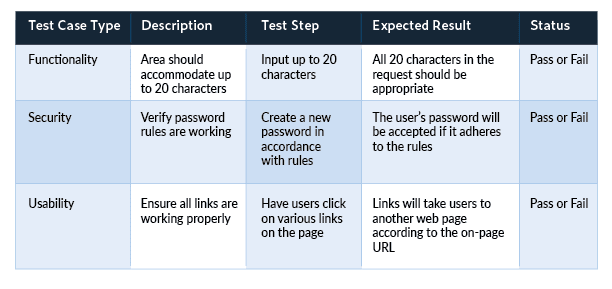 Test Case Type Description Test Step Expected Result Status
Functionality
Area should
accommodate up
to 20 characters
Input up to 20
characters
All 20 characters in the
request should be
appropriate
Pass or Fail
Security
Verify password
rules are working
Create a new
password in
accordance
with rules
The user's password will
be accepted if it adheres
to the rules
Pass or Fail
Usability
Ensure all links are
working properly
Have users click
on various links
on the page
Links will take users to
another web page
according to the on-page
URL
Pass or Fail